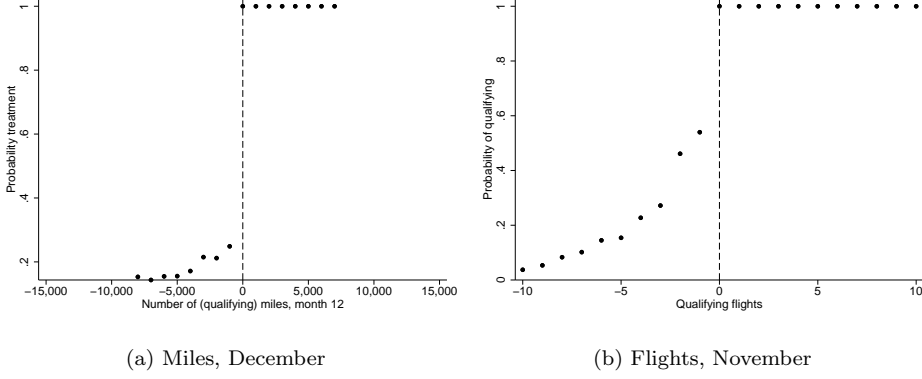 1
.8
.6
.4
.2
Probability treatment
−15,000 −10,000 −5,000 0 5,000 10,000 15,000
Number of (qualifying) miles, month 12
(a) Miles, December
1
.8
.6
.4
.2
0
Probability of qualifying
−10 −5 0 5 10
Qualifying flights
(b) Flights, November